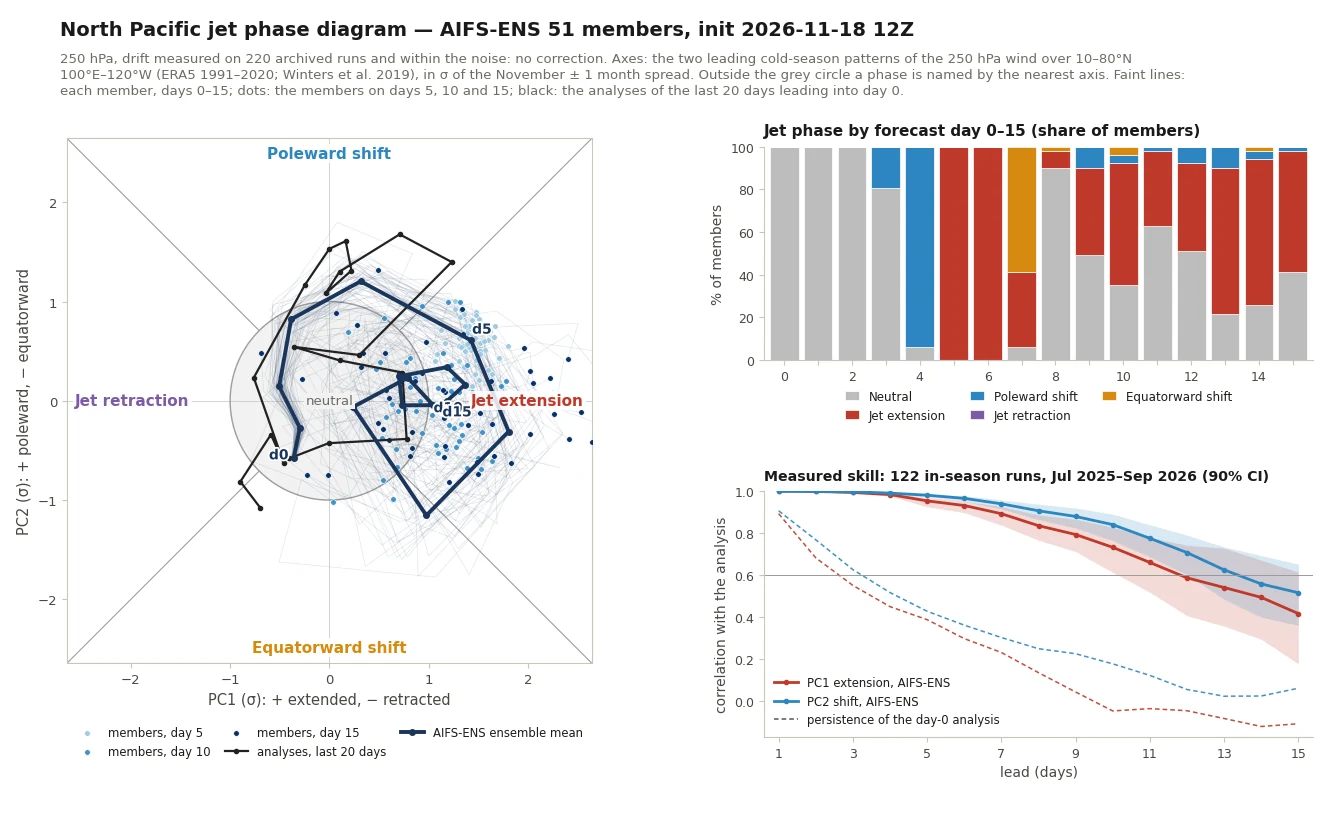 North Pacific jet phase diagram — AIFS-ENS 51 members, init 2026-11-18 12Z
250 hPa, drift measured on 220 archived runs and within the noise: no correction. Axes: the two leading cold-season patterns of the 250 hPa wind over 10–80°N
100°E–120°W (ERA5 1991–2020; Winters et al. 2019), in σ of the November ± 1 month spread. Outside the grey circle a phase is named by the nearest axis. Faint lines:
each member, days 0–15; dots: the members on days 5, 10 and 15; black: the analyses of the last 20 days leading into day 0.
Poleward shift
Jet retraction
neutral
Jet extension
Equatorward shift
d0
d5
d15
PC2 (σ): + poleward, − equatorward
2
1
0
−1
−2
−2
−1
0
1
2
PC1 (σ): + extended, − retracted
members, day 5
members, day 10
members, day 15
analyses, last 20 days
AIFS-ENS ensemble mean
Jet phase by forecast day 0–15 (share of members)
% of members
100
80
60
40
20
0
0
2
4
6
8
10
12
14
Neutral
Jet extension
Poleward shift
Jet retraction
Equatorward shift
Measured skill: 122 in-season runs, Jul 2025–Sep 2026 (90% CI)
correlation with the analysis
1.0
0.8
0.6
0.4
0.2
0.0
PC1 extension, AIFS-ENS
PC2 shift, AIFS-ENS
persistence of the day-0 analysis
1
3
5
7
9
11
13
15
lead (days)